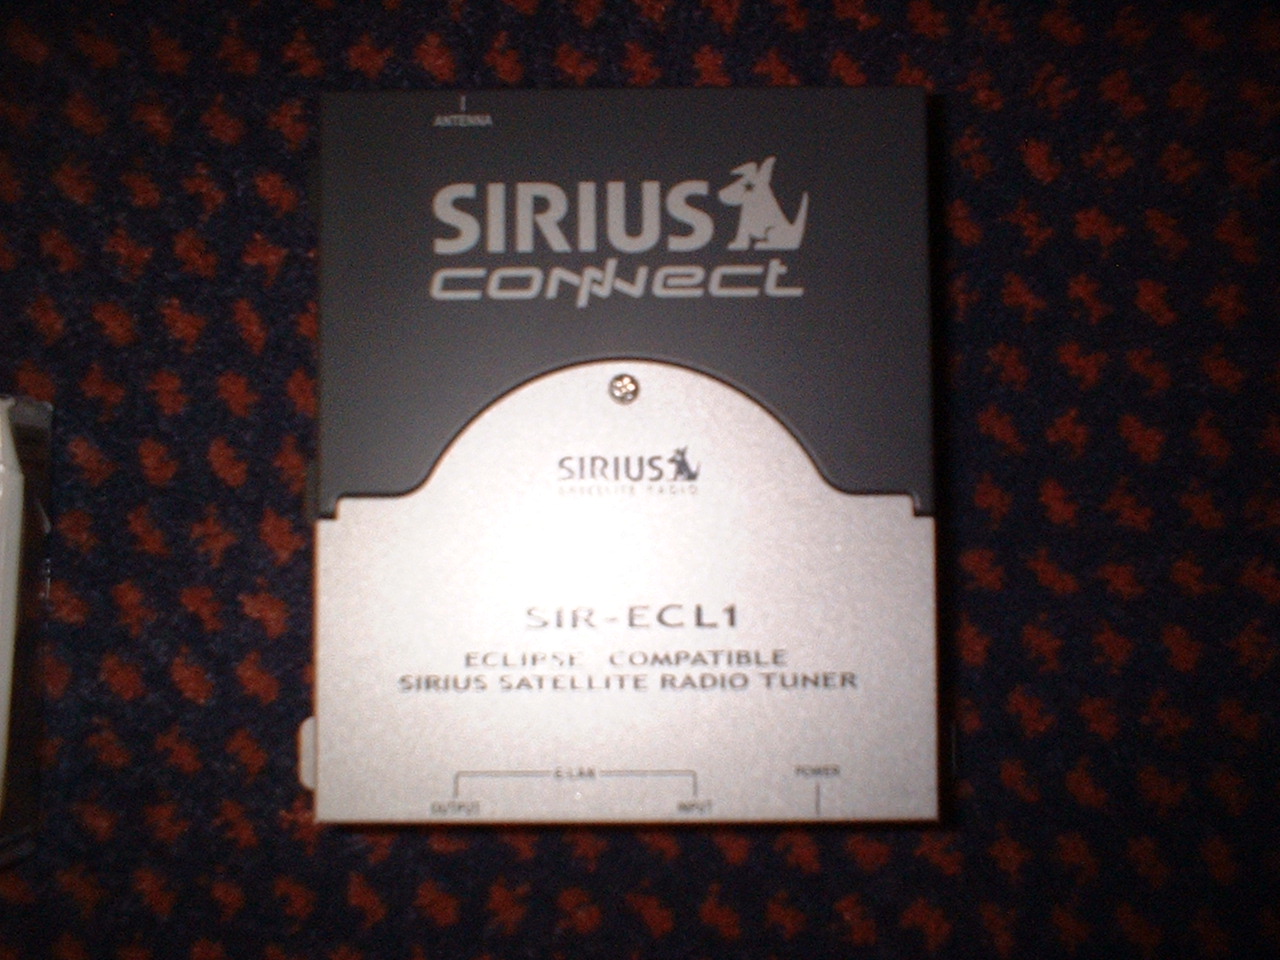 ANTENNA
SIRIUS
connect
SIRIUS
SATELLITE RADIO
SIR-ECL1
ECLIPSE COMPATIBLE
SIRIUS SATELLITE RADIO TUNER
E-LAN
POWER
OUTPUT
INPUT